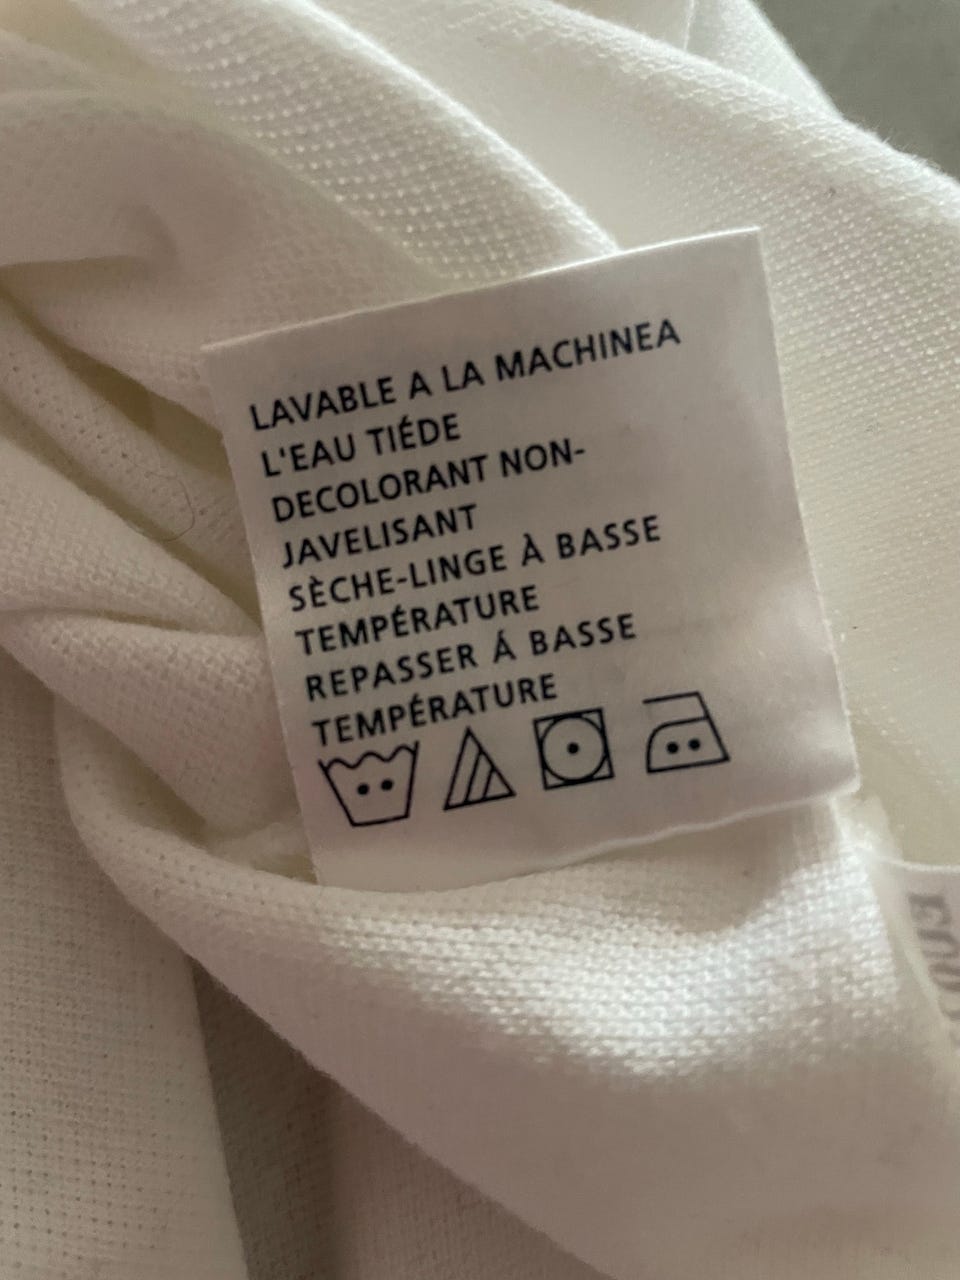 LAVABLE A LA MACHINEA
L'EAU TIÉDE
DECOLORANT NON-
JAVELISANT
SÈCHE-LINGE À BASSE
TEMPÉRATURE
REPASSER Á BASSE
TEMPÉRATURE